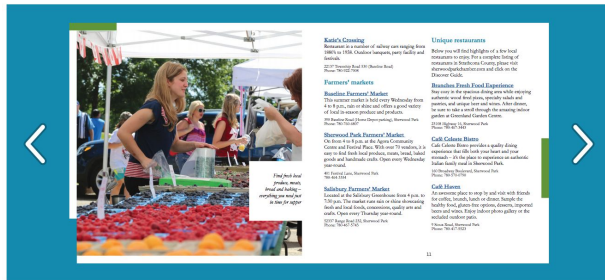 Find fresh local
produce, meats,
bread and baking –
everything you need just
in time for supper
Katie's Crossing
Restaurant in a number of railway cars ranging from
1880's to 1920. Outdoor banquets, party facility and
festivals.
Phone: 780-922-7008
Farmers' markets
Baseline Farmers' Market
This summer market is held every Wednesday from
4 to 8 p.m., rain or shine and offers a good variety
of local in-season produce and products.
Sherwood Park Farmers' Market
On from 4 to 8 p.m. at the Agora Community
Centre and Festival Place. With over 70 vendors, it is
easy to find fresh local produce, meats, bread, baked
goods and handmade crafts. Open every Wednesday
year-round.
Salisbury Farmers' Market
Located at the Salisbury Greenhouse from 4 p.m. to
7:30 p.m. The market runs rain or shine showcasing
fresh and local foods, concessions, quality arts and
crafts. Open every Thursday year-round.
Unique restaurants
Below you will find highlights of a few local
restaurants to enjoy. For a complete listing of
restaurants in Strathcona County, please visit
sherwoodparkchamber.com and click on the
Discover Guide.
Brandon Fresh Food Experience
Stay cozy in the spacious dining area while enjoying
authentic wood fired pizza, specialty salads and
pastries, and unique beer and wines. After dinner,
be sure to take a stroll through the amazing indoor
garden at Greenland Garden Centre.
Café Celeste Bistro
Café Celeste Bistro provides a quality dining
experience that fills both your heart and your
stomach – it's the place to experience an authentic
Italian family meal in Sherwood Park.
Café Haven
An awesome place to stop by and visit with friends
for coffee, brunch, lunch or dinner. Sample the
healthy food, gluten-free options, desserts, imported
beers and wines. Enjoy indoor photo gallery or the
secluded outdoor patio.
11